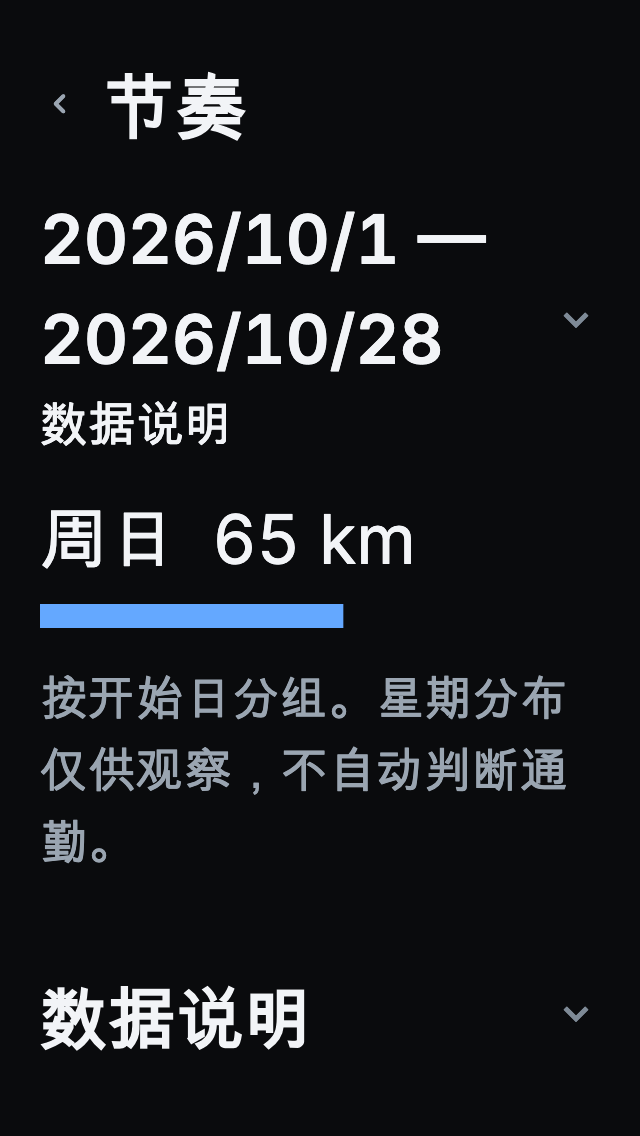 节奏
2026/10/1 —
2026/10/28
数据说明
周日 65 km
按开始日分组。星期分布
仅供观察，不自动判断通
勤。
数据说明